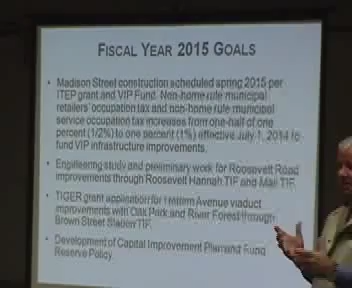 FISCAL YEAR 2015 GOALS
• Madison Street construction scheduled spring 2015 per
ITEP grant and VIP Fund. Non-home rule municipal
retailers' occupation tax and non-home rule municipal
service occupation tax increases from one-half of one
percent (1/2%) to one percent (1%) effective July 1, 2014 to
fund VIP infrastructure improvements.
• Engineering study and preliminary work for Roosevelt Road
improvements through Roosevelt Hannah TIF and Mall TIF.
• TIGER grant application for Avenue viaduct
improvements with Oak Park and River Forest through
Brown Street Station TIF.
• Development of Capital Improvement Plan and Fund
Reserve Policy.